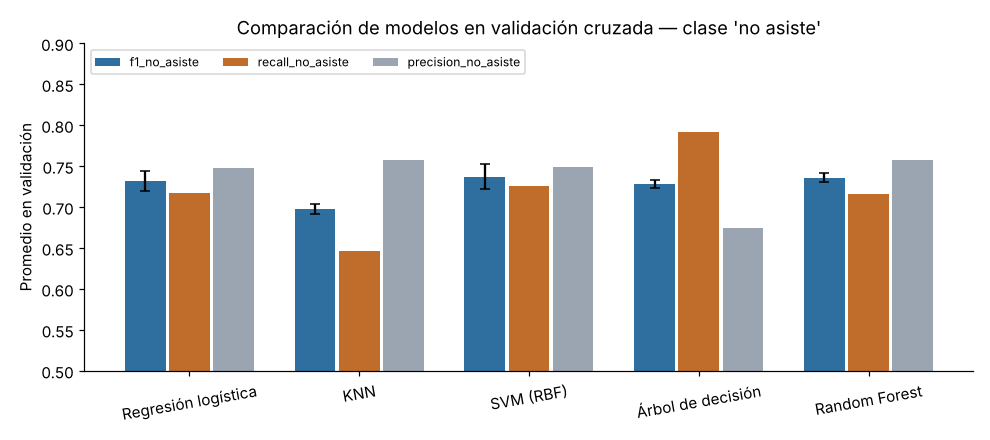 Comparación de modelos en validación cruzada — clase 'no asiste'
f1_no_asiste recall_no_asiste precision_no_asiste
Promedio en validación
0.90
0.85
0.80
0.75
0.70
0.65
0.60
0.55
0.50
Regresión logística
KNN
SVM (RBF)
Árbol de decisión
Random Forest